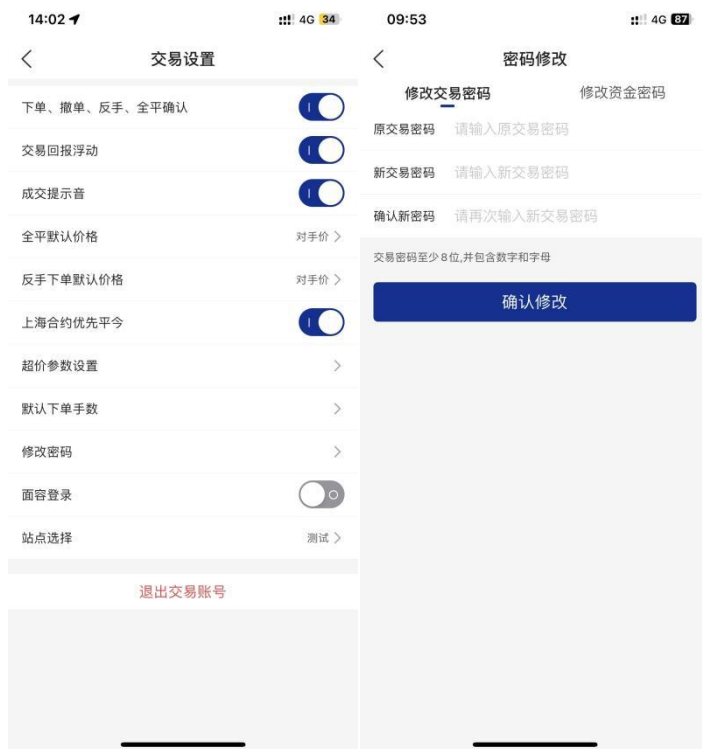 14:02
4G 34
交易设置
下单、撤单、反手、全平确认
交易回报浮动
成交提示音
全平默认价格 对手价
反手下单默认价格 对手价
上海合约优先平今
超价参数设置
默认下单手数
修改密码
面容登录
站点选择 测试
退出交易账号
09:53
4G 87
密码修改
修改交易密码 修改资金密码
原交易密码 请输入原交易密码
新交易密码 请输入新交易密码
确认新密码 请再次输入新交易密码
交易密码至少8位,并包含数字和字母
确认修改